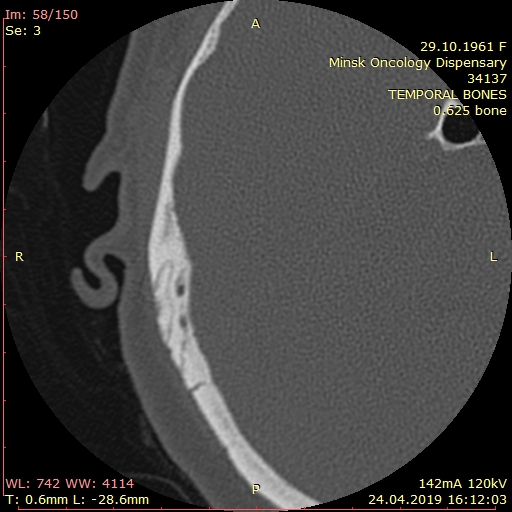 Im: 58/150
Se: 3
A
29.10.1961 F
Minsk Oncology Dispensary
34137
TEMPORAL BONES
0.625 bone
R
L
WL: 742 WW: 4114
T: 0.6mm L: -28.6mm
P
142mA 120kV
24.04.2019 16:12:03